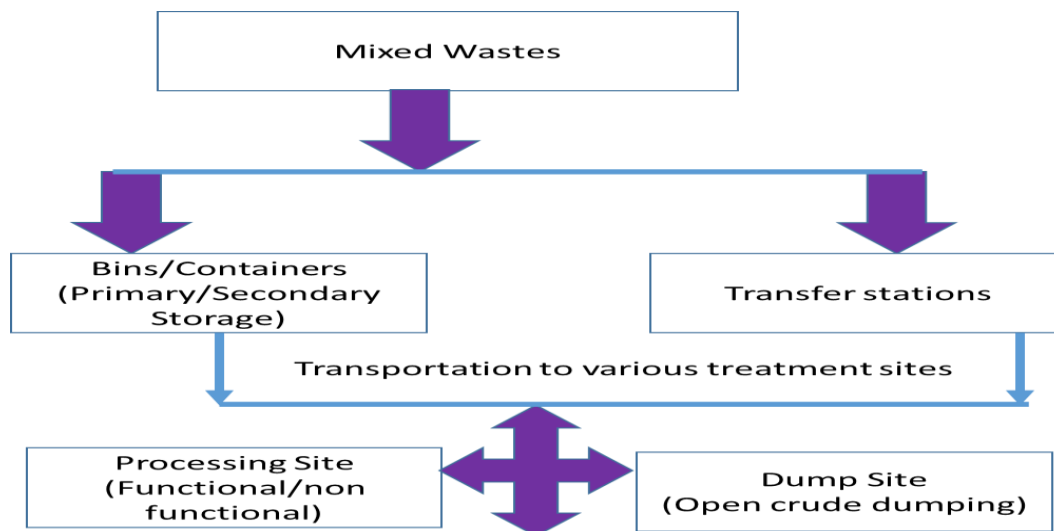 Mixed Wastes
Bins/Containers
(Primary/Secondary
Storage)
Transfer stations
Transportation to various treatment sites
Processing Site
(Functional/non
functional)
Dump Site
(Open crude dumping)